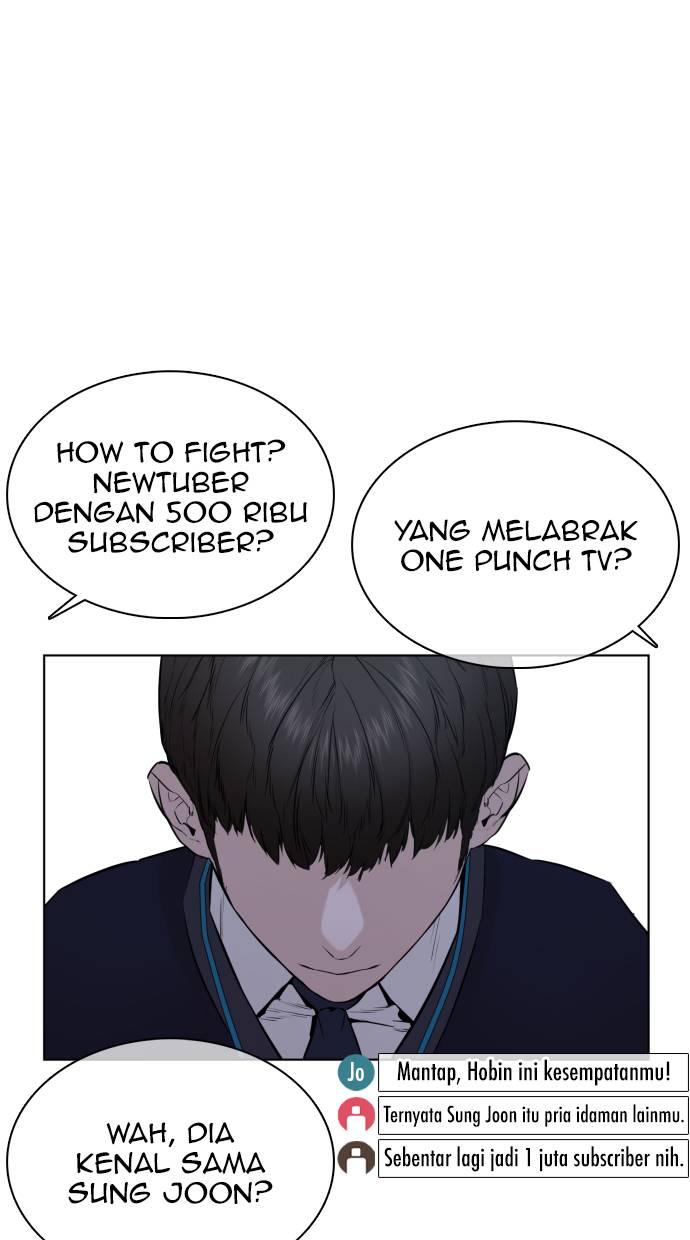 HOW TO FIGHT?
NEWTUBER
DENGAN 500 RIBU
SUBSCRIBER?
YANG MELABRAK
ONE PUNCH TV?
Jo Mantap, Hobin ini kesempatanmu!
Ternyata Sung Joon itu pria idaman lainmu.
Sebentar lagi jadi 1 juta subscriber nih.
WAH, DIA
KENAL SAMA
SUNG JOON?